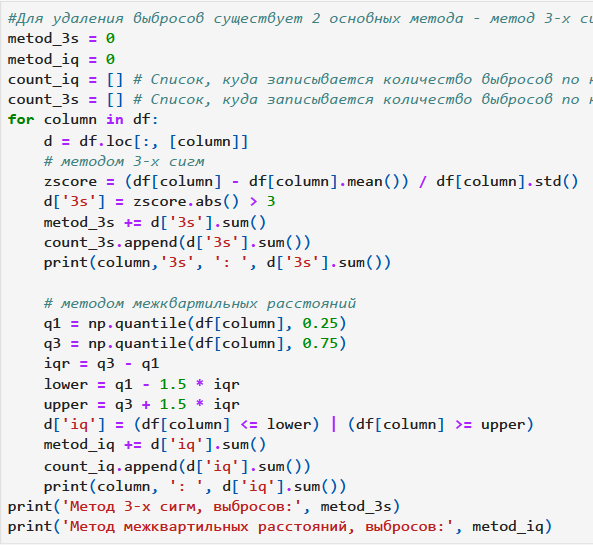 #Для удаления выбросов существует 2 основных метода - метод 3-х
metod_3s = 0
metod_iq = 0
count_iq = [] # Список, куда записывается количество выбросов по
count_3s = [] # Список, куда записывается количество выбросов по
for column in df:
    d = df.loc[:, [column]]
    # методом 3-х сигм
    zscore = (df[column] - df[column].mean()) / df[column].std()
    d['3s'] = zscore.abs() > 3
    metod_3s += d['3s'].sum()
    count_3s.append(d['3s'].sum())
    print(column,'3s', ': ', d['3s'].sum())

    # методом межквартильных расстояний
    q1 = np.quantile(df[column], 0.25)
    q3 = np.quantile(df[column], 0.75)
    iqr = q3 - q1
    lower = q1 - 1.5 * iqr
    upper = q3 + 1.5 * iqr
    d['iq'] = (df[column] <= lower) | (df[column] >= upper)
    metod_iq += d['iq'].sum()
    count_iq.append(d['iq'].sum())
    print(column, ': ', d['iq'].sum())
print('Метод 3-х сигм, выбросов:', metod_3s)
print('Метод межквартильных расстояний, выбросов:', metod_iq)